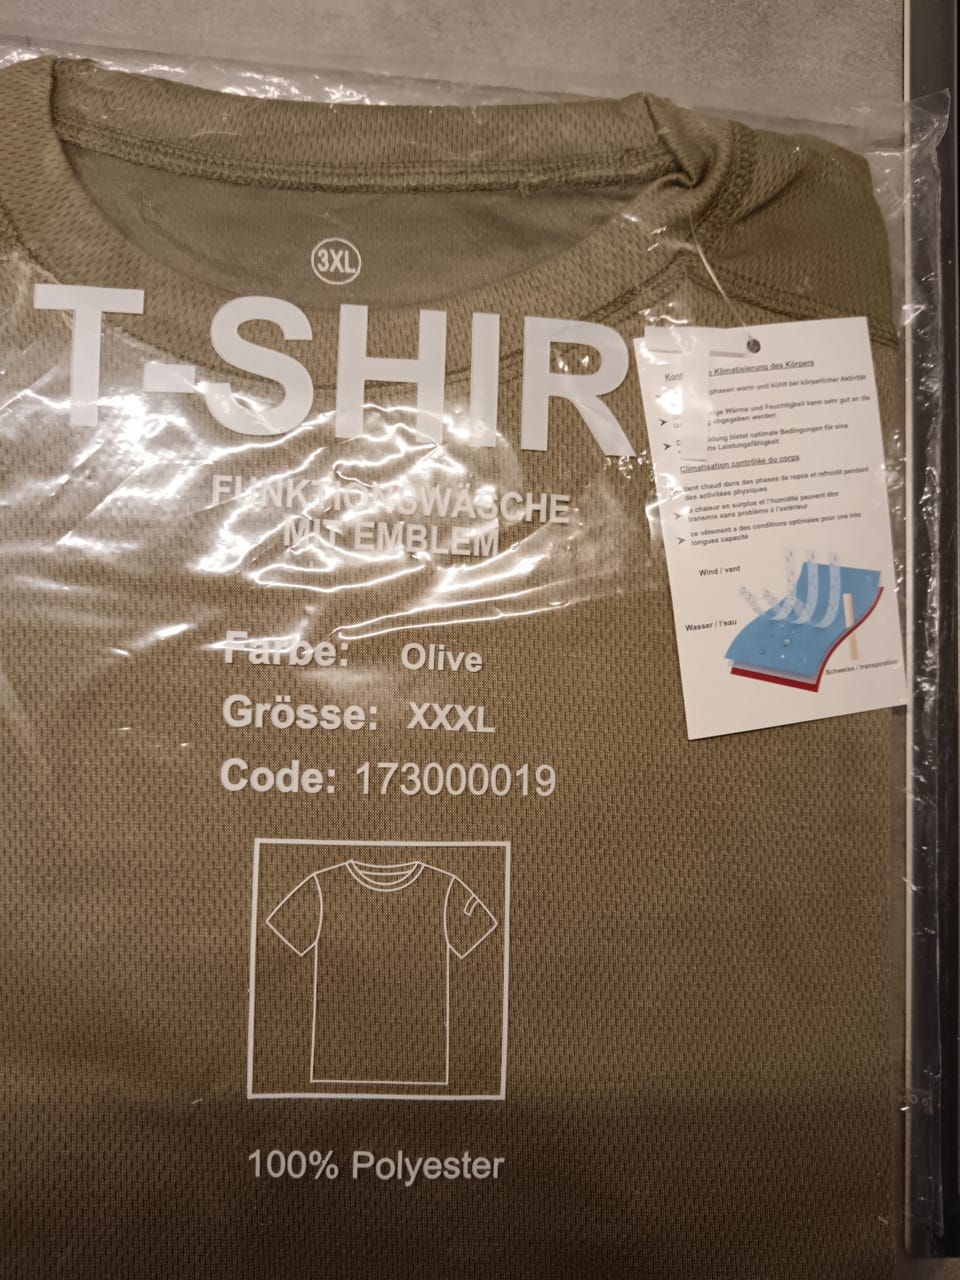 3XL
T-SHIRT
FUNKTIONSWÄSCHE
MIT EMBLEM
Farbe: Olive
Grösse: XXXL
Code: 173000019
100% Polyester
Klimatisierung des Körpers
phasen warm und kühlt bei körperlicher Aktivität
Wärme und Feuchtigkeit kann sehr gut an die
abgegeben werden
bietet optimale Bedingungen für eine
Leistungsfähigkeit
Climatisation contrôlée du corps
tient chaud dans des phases de repos et refroidit pendant
des activitées physiques
la chaleur en surplus et l'humidité peuvent être
transmis sans problème à l'extérieur
ce vêtement a des conditions optimales pour une très
longues capacité
Wind / vent
Wasser / l'eau
Schweiss / transpiration